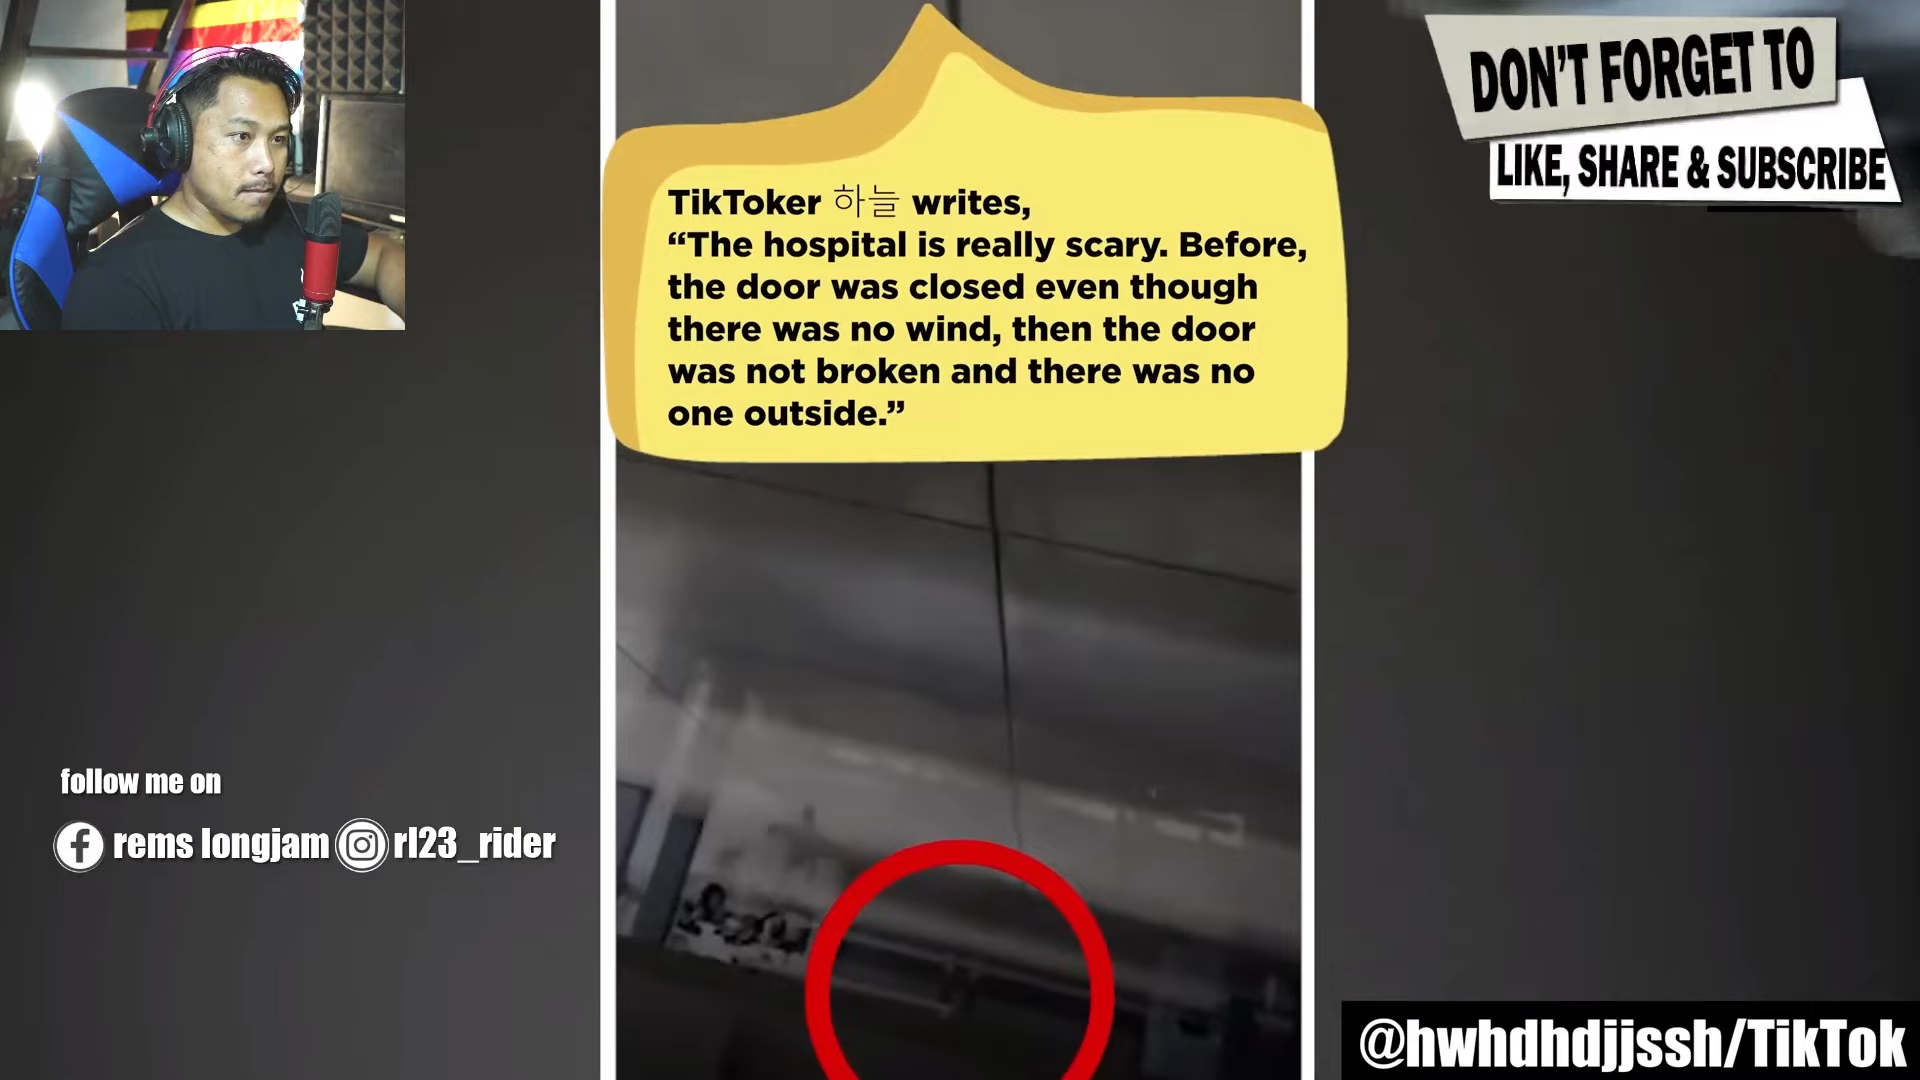 DON'T FORGET TO
LIKE, SHARE & SUBSCRIBE
TikToker 하늘 writes,
“The hospital is really scary. Before,
the door was closed even though
there was no wind, then the door
was not broken and there was no
one outside.”
follow me on
rems longjam rl23_rider
@hwhdhdjjssh/TikTok